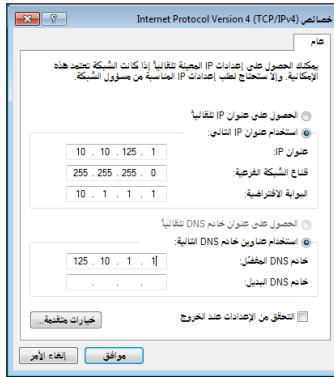 خصائص Internet Protocol Version 4 (TCP/IPv4)
عام
يمكنك الحصول على إعدادات IP المعينة تلقائياً إذا كانت الشبكة تعتمد هذه
الإمكانية. وإلا ستحتاج لطلب إعدادات IP المناسبة من مسؤول الشبكة.
الحصول على عنوان IP تلقائياً
استخدام عنوان IP التالي:
عنوان IP: 10 . 10 . 125 . 1
قناع الشبكة الفرعية: 255 . 255 . 255 . 0
البوابة الافتراضية: 10 . 1 . 1 . 1
الحصول على عنوان خادم DNS تلقائياً
استخدام عناوين خادم DNS التالية:
خادم DNS المفضل: 125 . 10 . 1 . 1
خادم DNS البديل: . . .
التحقق من الإعدادات عند الخروج
خيارات متقدمة...
موافق إلغاء الأمر